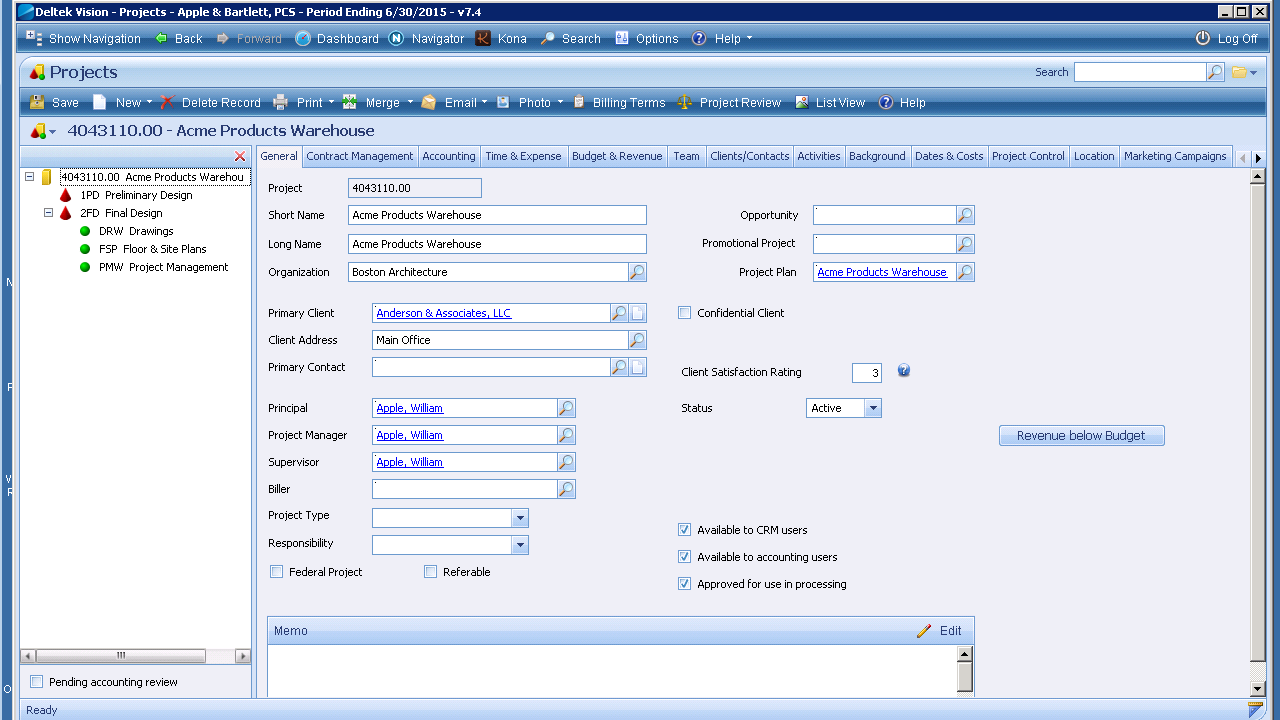 Deltek Vision - Projects - Apple & Bartlett, PCS - Period Ending 6/30/2015 - v7.4
Show Navigation Back Forward Dashboard Navigator Kona Search Options Help Log Off
Projects Search
Save New Delete Record Print Merge Email Photo Billing Terms Project Review List View Help
4043110.00 - Acme Products Warehouse
General Contract Management Accounting Time & Expense Budget & Revenue Team Clients/Contacts Activities Background Dates & Costs Project Control Location Marketing Campaigns
4043110.00 Acme Products Warehou
1PD Preliminary Design
2FD Final Design
DRW Drawings
FSP Floor & Site Plans
PMW Project Management
Pending accounting review
Project 4043110.00
Short Name Acme Products Warehouse Opportunity
Long Name Acme Products Warehouse Promotional Project
Organization Boston Architecture Project Plan Acme Products Warehouse
Primary Client Anderson & Associates, LLC Confidential Client
Client Address Main Office
Primary Contact Client Satisfaction Rating 3
Principal Apple, William Status Active
Project Manager Apple, William Revenue below Budget
Supervisor Apple, William
Biller
Project Type
Responsibility
Available to CRM users
Available to accounting users
Federal Project Referable
Approved for use in processing
Memo Edit
Ready